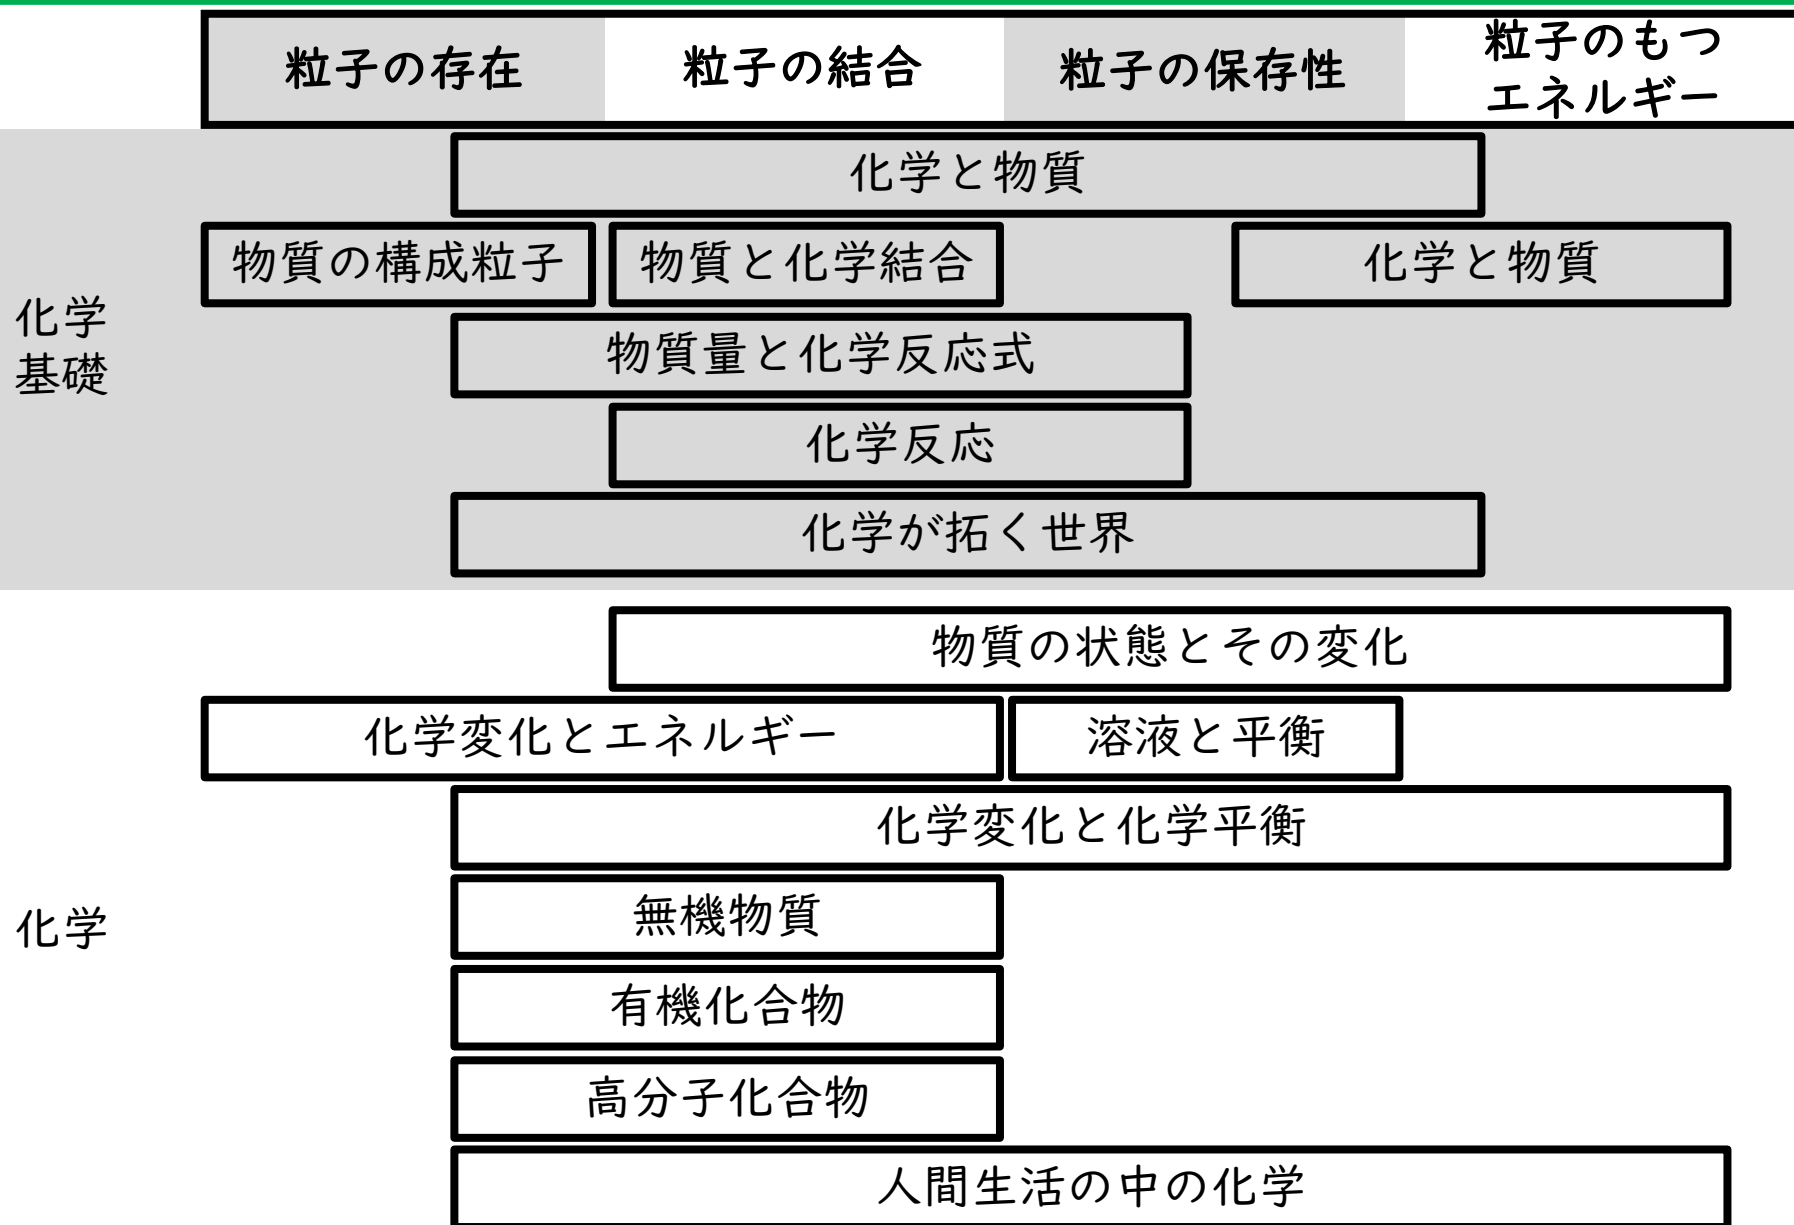 粒子の存在
粒子の結合
粒子の保存性
粒子のもつ
エネルギー
化学
基礎
化学と物質
物質の構成粒子
物質と化学結合
化学と物質
物質量と化学反応式
化学反応
化学が拓く世界
化学
物質の状態とその変化
化学変化とエネルギー
溶液と平衡
化学変化と化学平衡
無機物質
有機化合物
高分子化合物
人間生活の中の化学